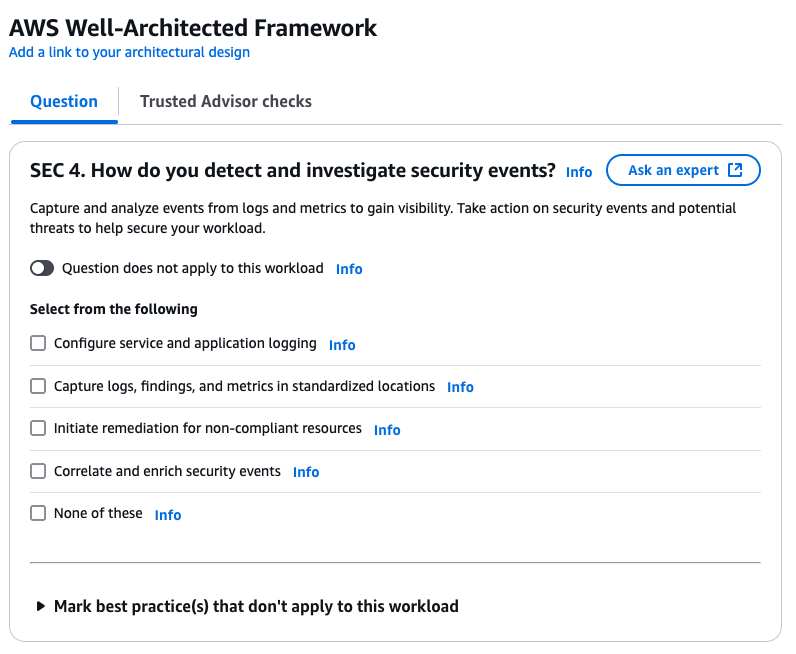 AWS Well-Architected Framework
Add a link to your architectural design
Question
Trusted Advisor checks
SEC 4. How do you detect and investigate security events? Info
Ask an expert
Capture and analyze events from logs and metrics to gain visibility. Take action on security events and potential
threats to help secure your workload.
Question does not apply to this workload Info
Select from the following
Configure service and application logging Info
Capture logs, findings, and metrics in standardized locations Info
Initiate remediation for non-compliant resources Info
Correlate and enrich security events Info
None of these Info
Mark best practice(s) that don't apply to this workload